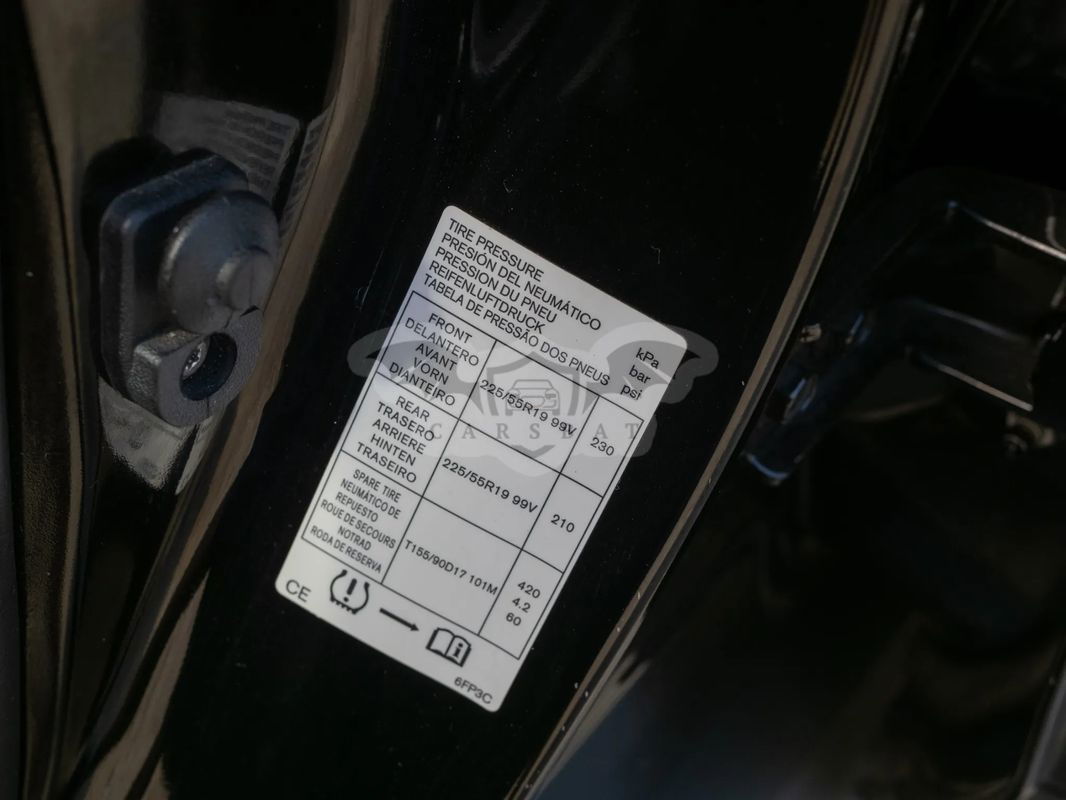 TIRE PRESSURE
PRESIÓN DEL NEUMÁTICO
PRESSION DU PNEU
REIFENLUFTDRUCK
TABELA DE PRESSÃO DOS PNEUS
kPa
bar
psi
FRONT
DELANTERO
AVANT
VORN
DIANTEIRO
225/55R19 99V
230
REAR
TRASERO
ARRIERE
HINTEN
TRASEIRO
225/55R19 99V
210
SPARE TIRE
NEUMÁTICO DE
REPUESTO
ROUE DE SECOURS
NOTRAD
RODA DE RESERVA
T155/90D17 101M
420
4.2
60
CE
6FP3C
CARSBAT